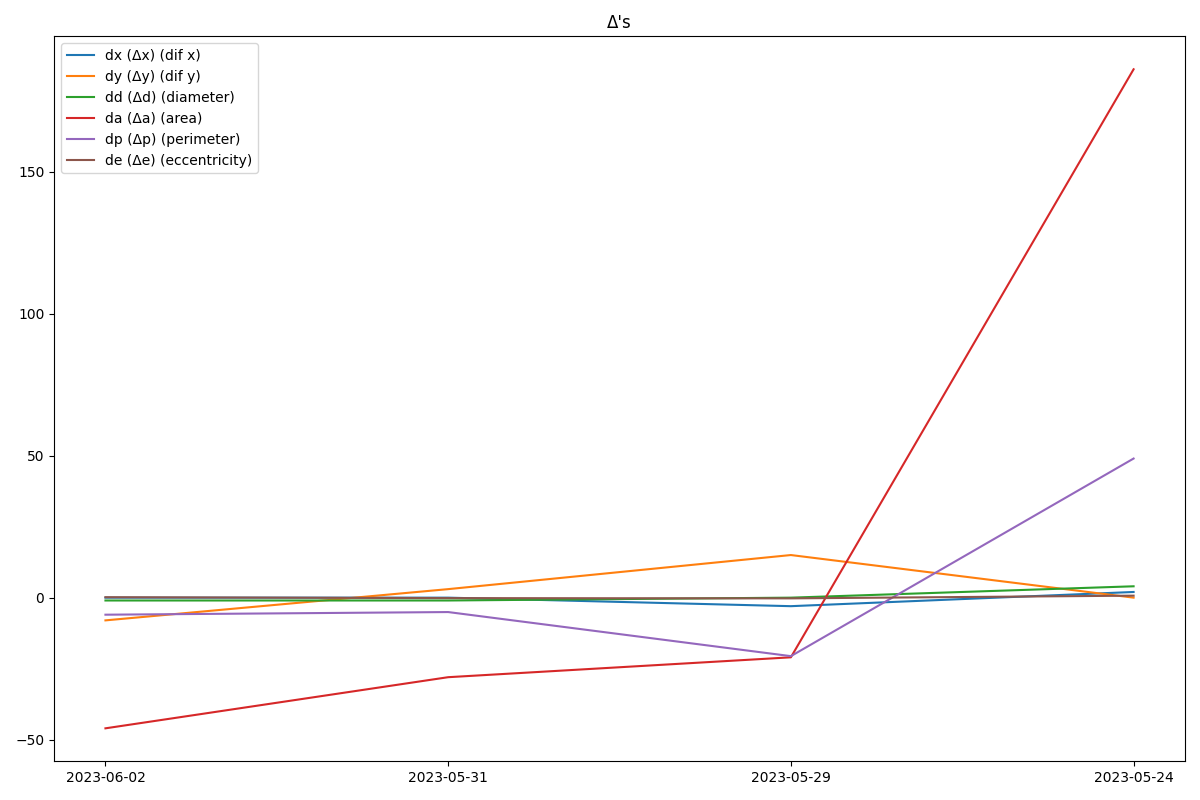 Δ's
dx (Δx) (dif x)
dy (Δy) (dif y)
dd (Δd) (diameter)
da (Δa) (area)
dp (Δp) (perimeter)
de (Δe) (eccentricity)
150
100
50
0
−50
2023-06-02 2023-05-31 2023-05-29 2023-05-24